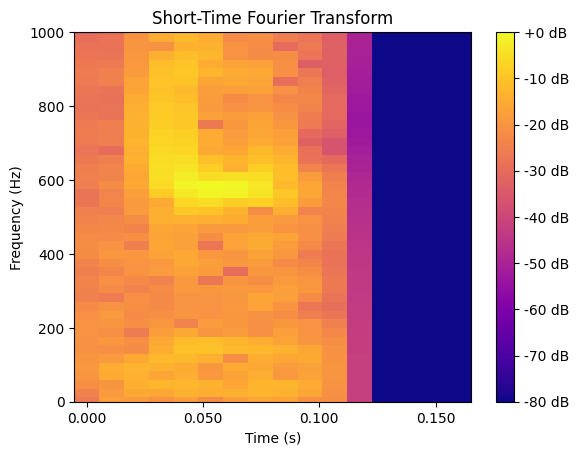 Short-Time Fourier Transform
1000
800
600
400
200
0
Frequency (Hz)
0.000
0.050
0.100
0.150
Time (s)
+0 dB
-10 dB
-20 dB
-30 dB
-40 dB
-50 dB
-60 dB
-70 dB
-80 dB